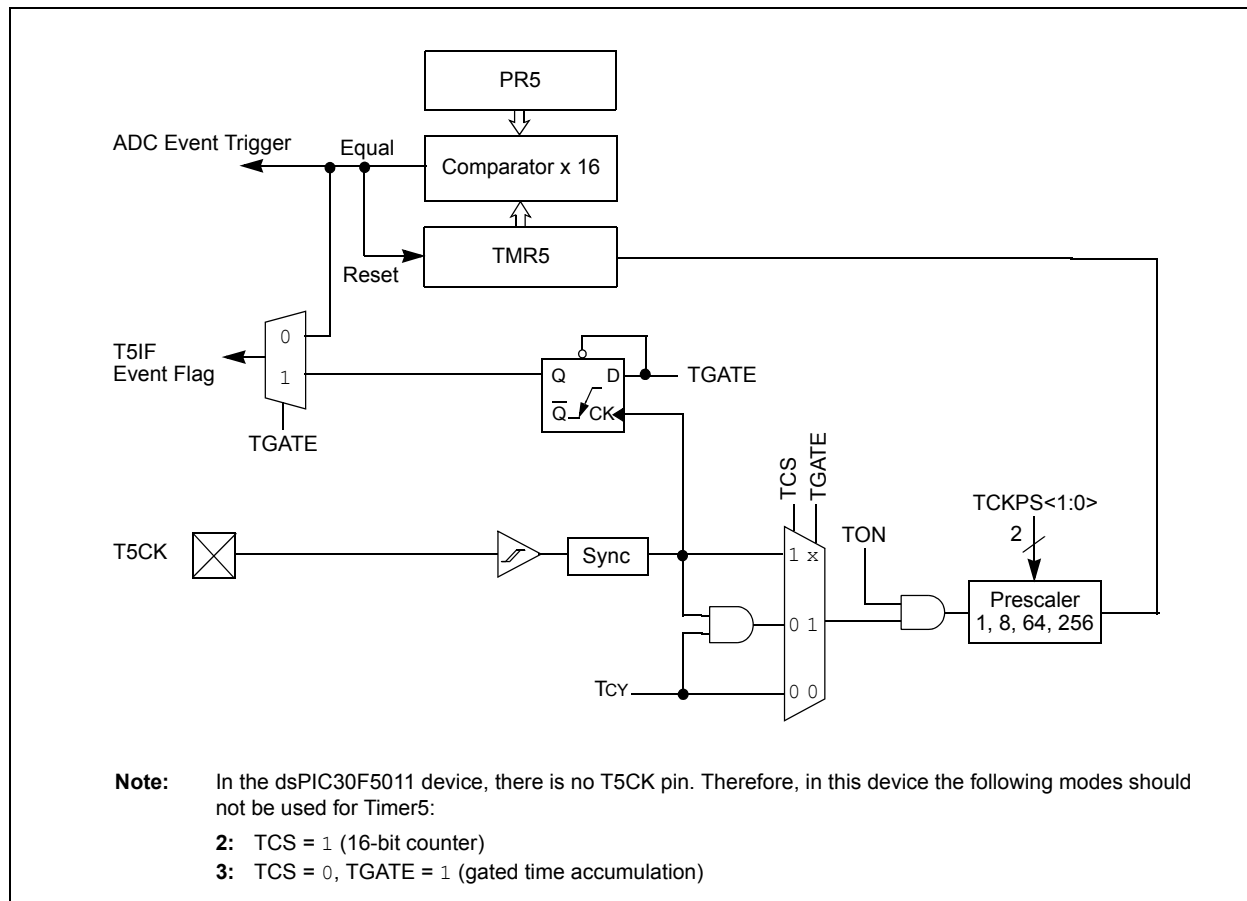 PR5
ADC Event Trigger
Equal
Comparator x 16
TMR5
Reset
0
T5IF
Event Flag
1
Q
D
TGATE
Q
CK
TGATE
TCS
TGATE
TCKPS<1:0>
2
TON
T5CK
Sync
1 x
Prescaler
1, 8, 64, 256
0 1
TCY
0 0
Note: In the dsPIC30F5011 device, there is no T5CK pin. Therefore, in this device the following modes should
not be used for Timer5:
2: TCS = 1 (16-bit counter)
3: TCS = 0, TGATE = 1 (gated time accumulation)